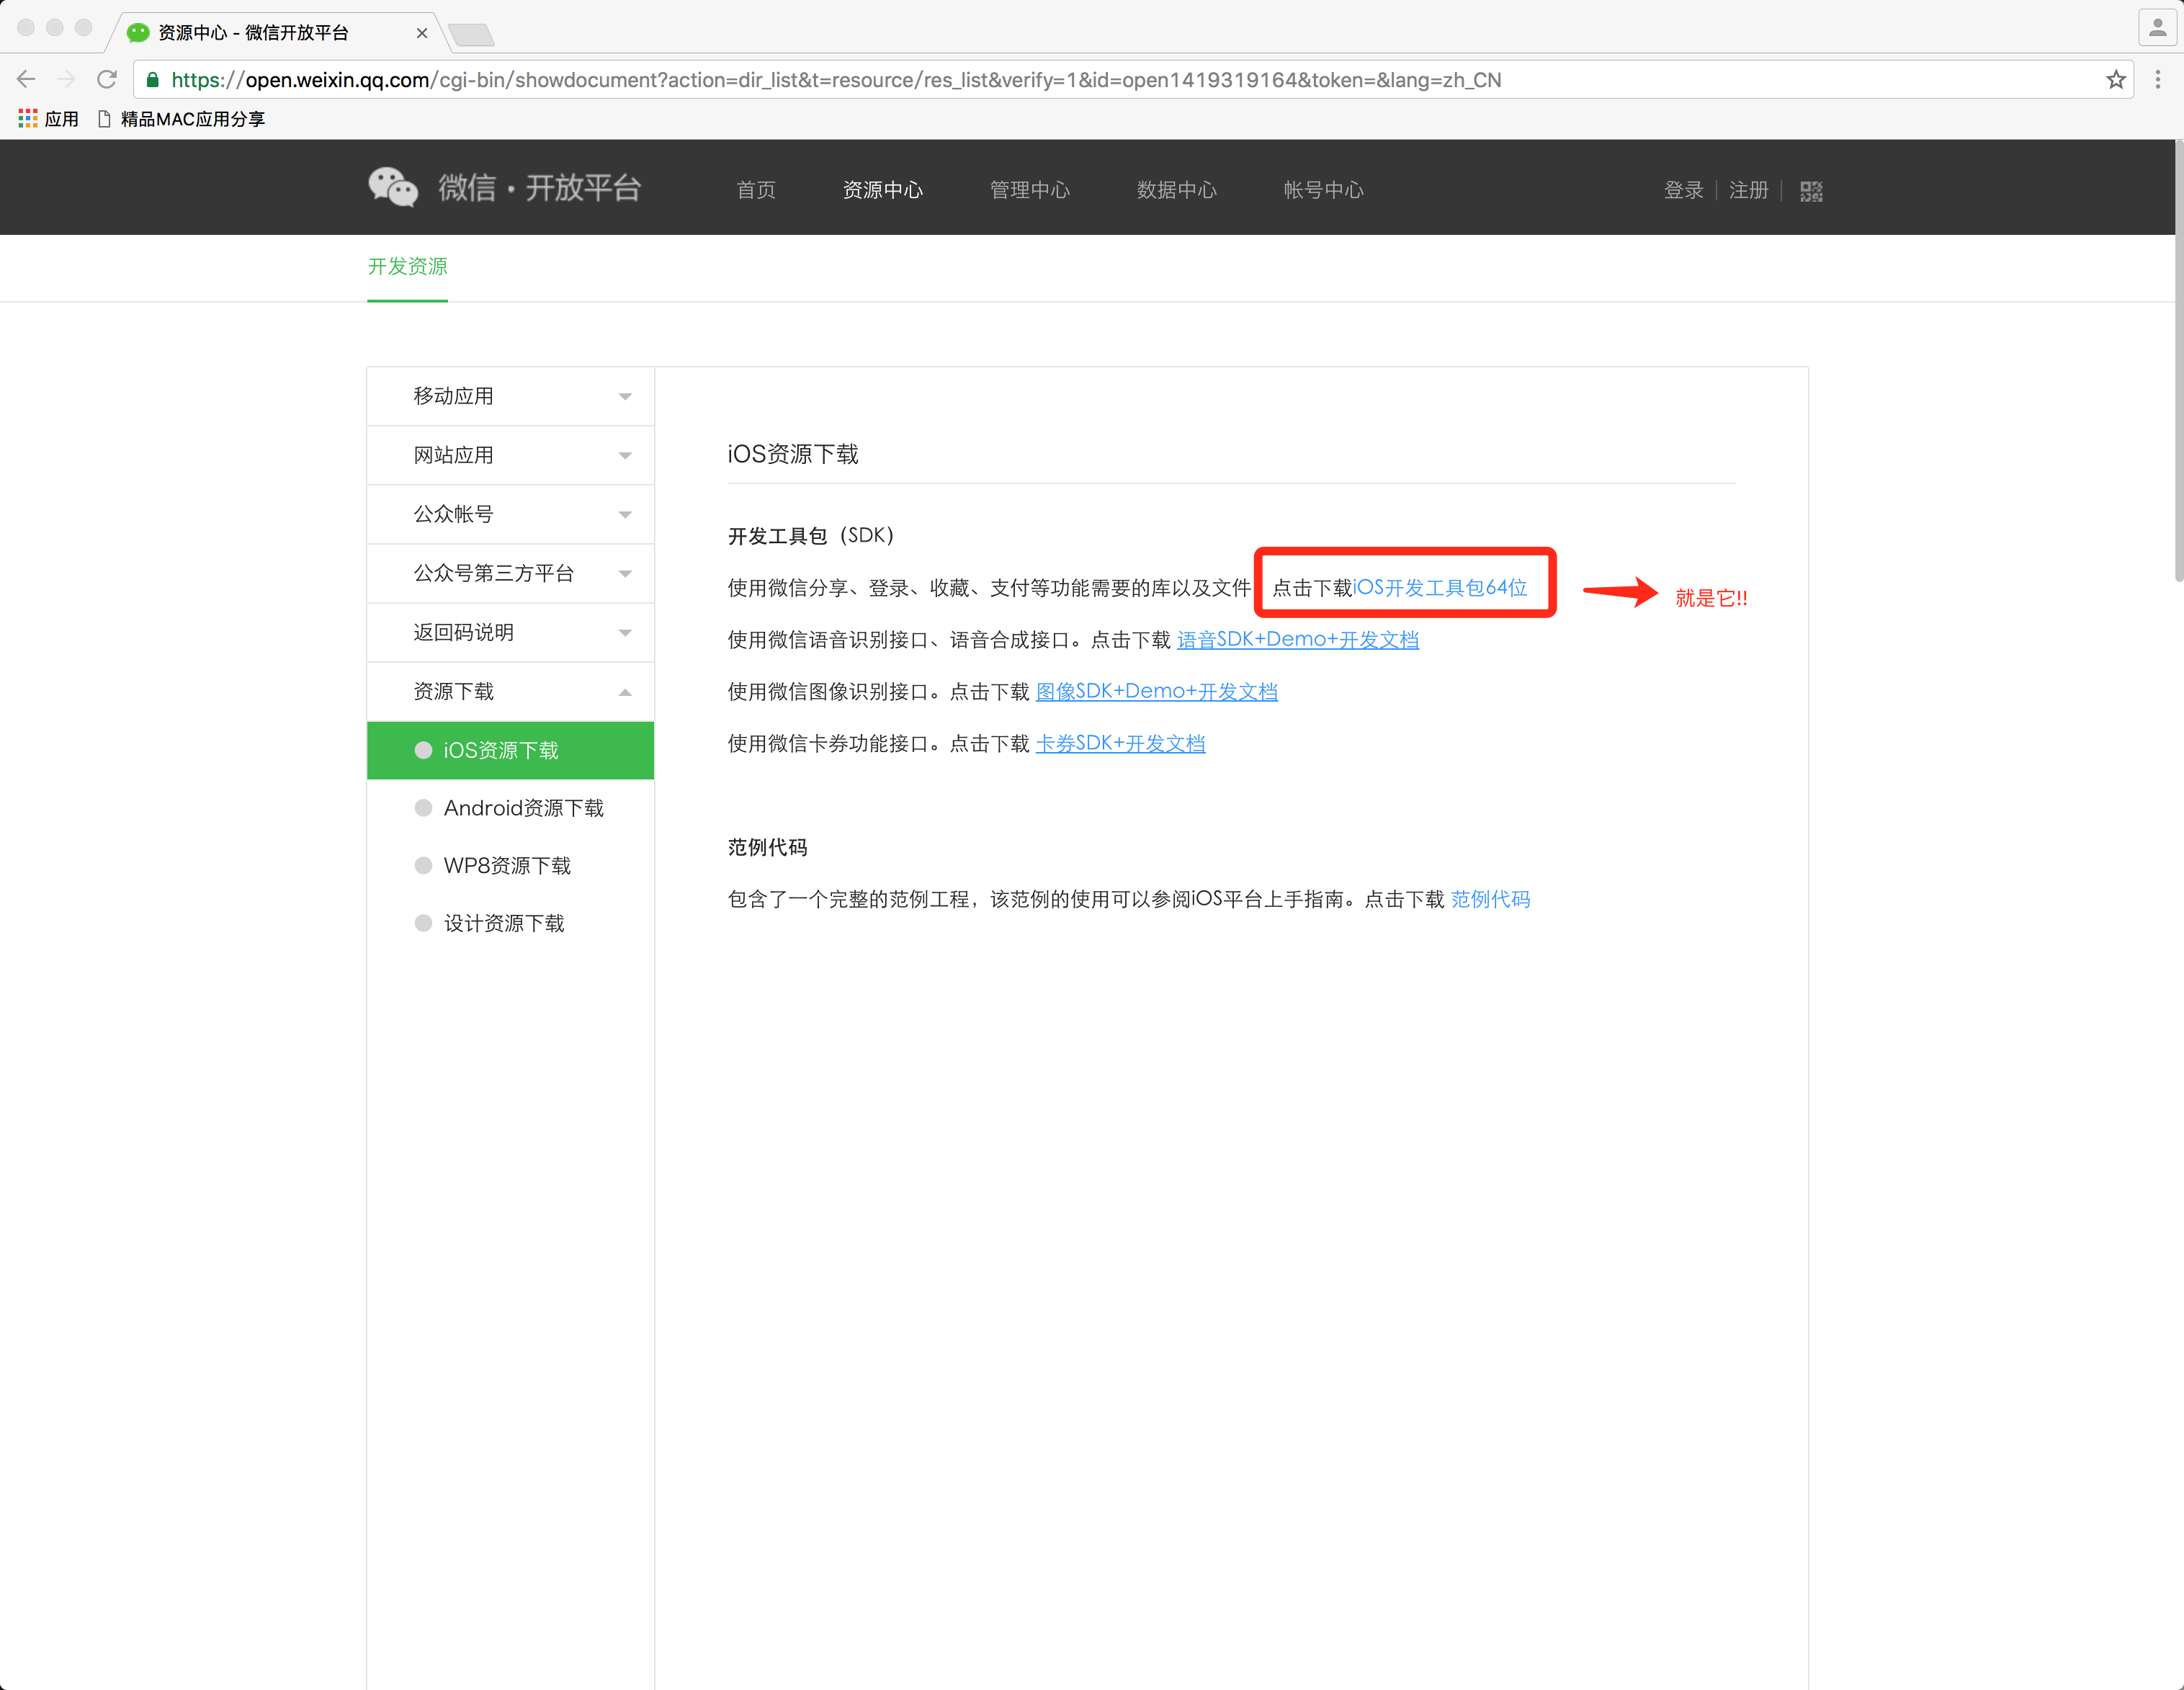 资源中心 - 微信开放平台
https://open.weixin.qq.com/cgi-bin/showdocument?action=dir_list&t=resource/res_list&verify=1&id=open1419319164&token=&lang=zh_CN
应用 精品MAC应用分享
微信·开放平台 首页 资源中心 管理中心 数据中心 帐号中心 登录 注册
开发资源
移动应用
网站应用
公众帐号
公众号第三方平台
返回码说明
资源下载
iOS资源下载
Android资源下载
WP8资源下载
设计资源下载
iOS资源下载
开发工具包（SDK）
使用微信分享、登录、收藏、支付等功能需要的库以及文件 点击下载iOS开发工具包64位 就是它!!
使用微信语音识别接口、语音合成接口。点击下载 语音SDK+Demo+开发文档
使用微信图像识别接口。点击下载 图像SDK+Demo+开发文档
使用微信卡券功能接口。点击下载 卡券SDK+开发文档
范例代码
包含了一个完整的范例工程，该范例的使用可以参阅iOS平台上手指南。点击下载 范例代码